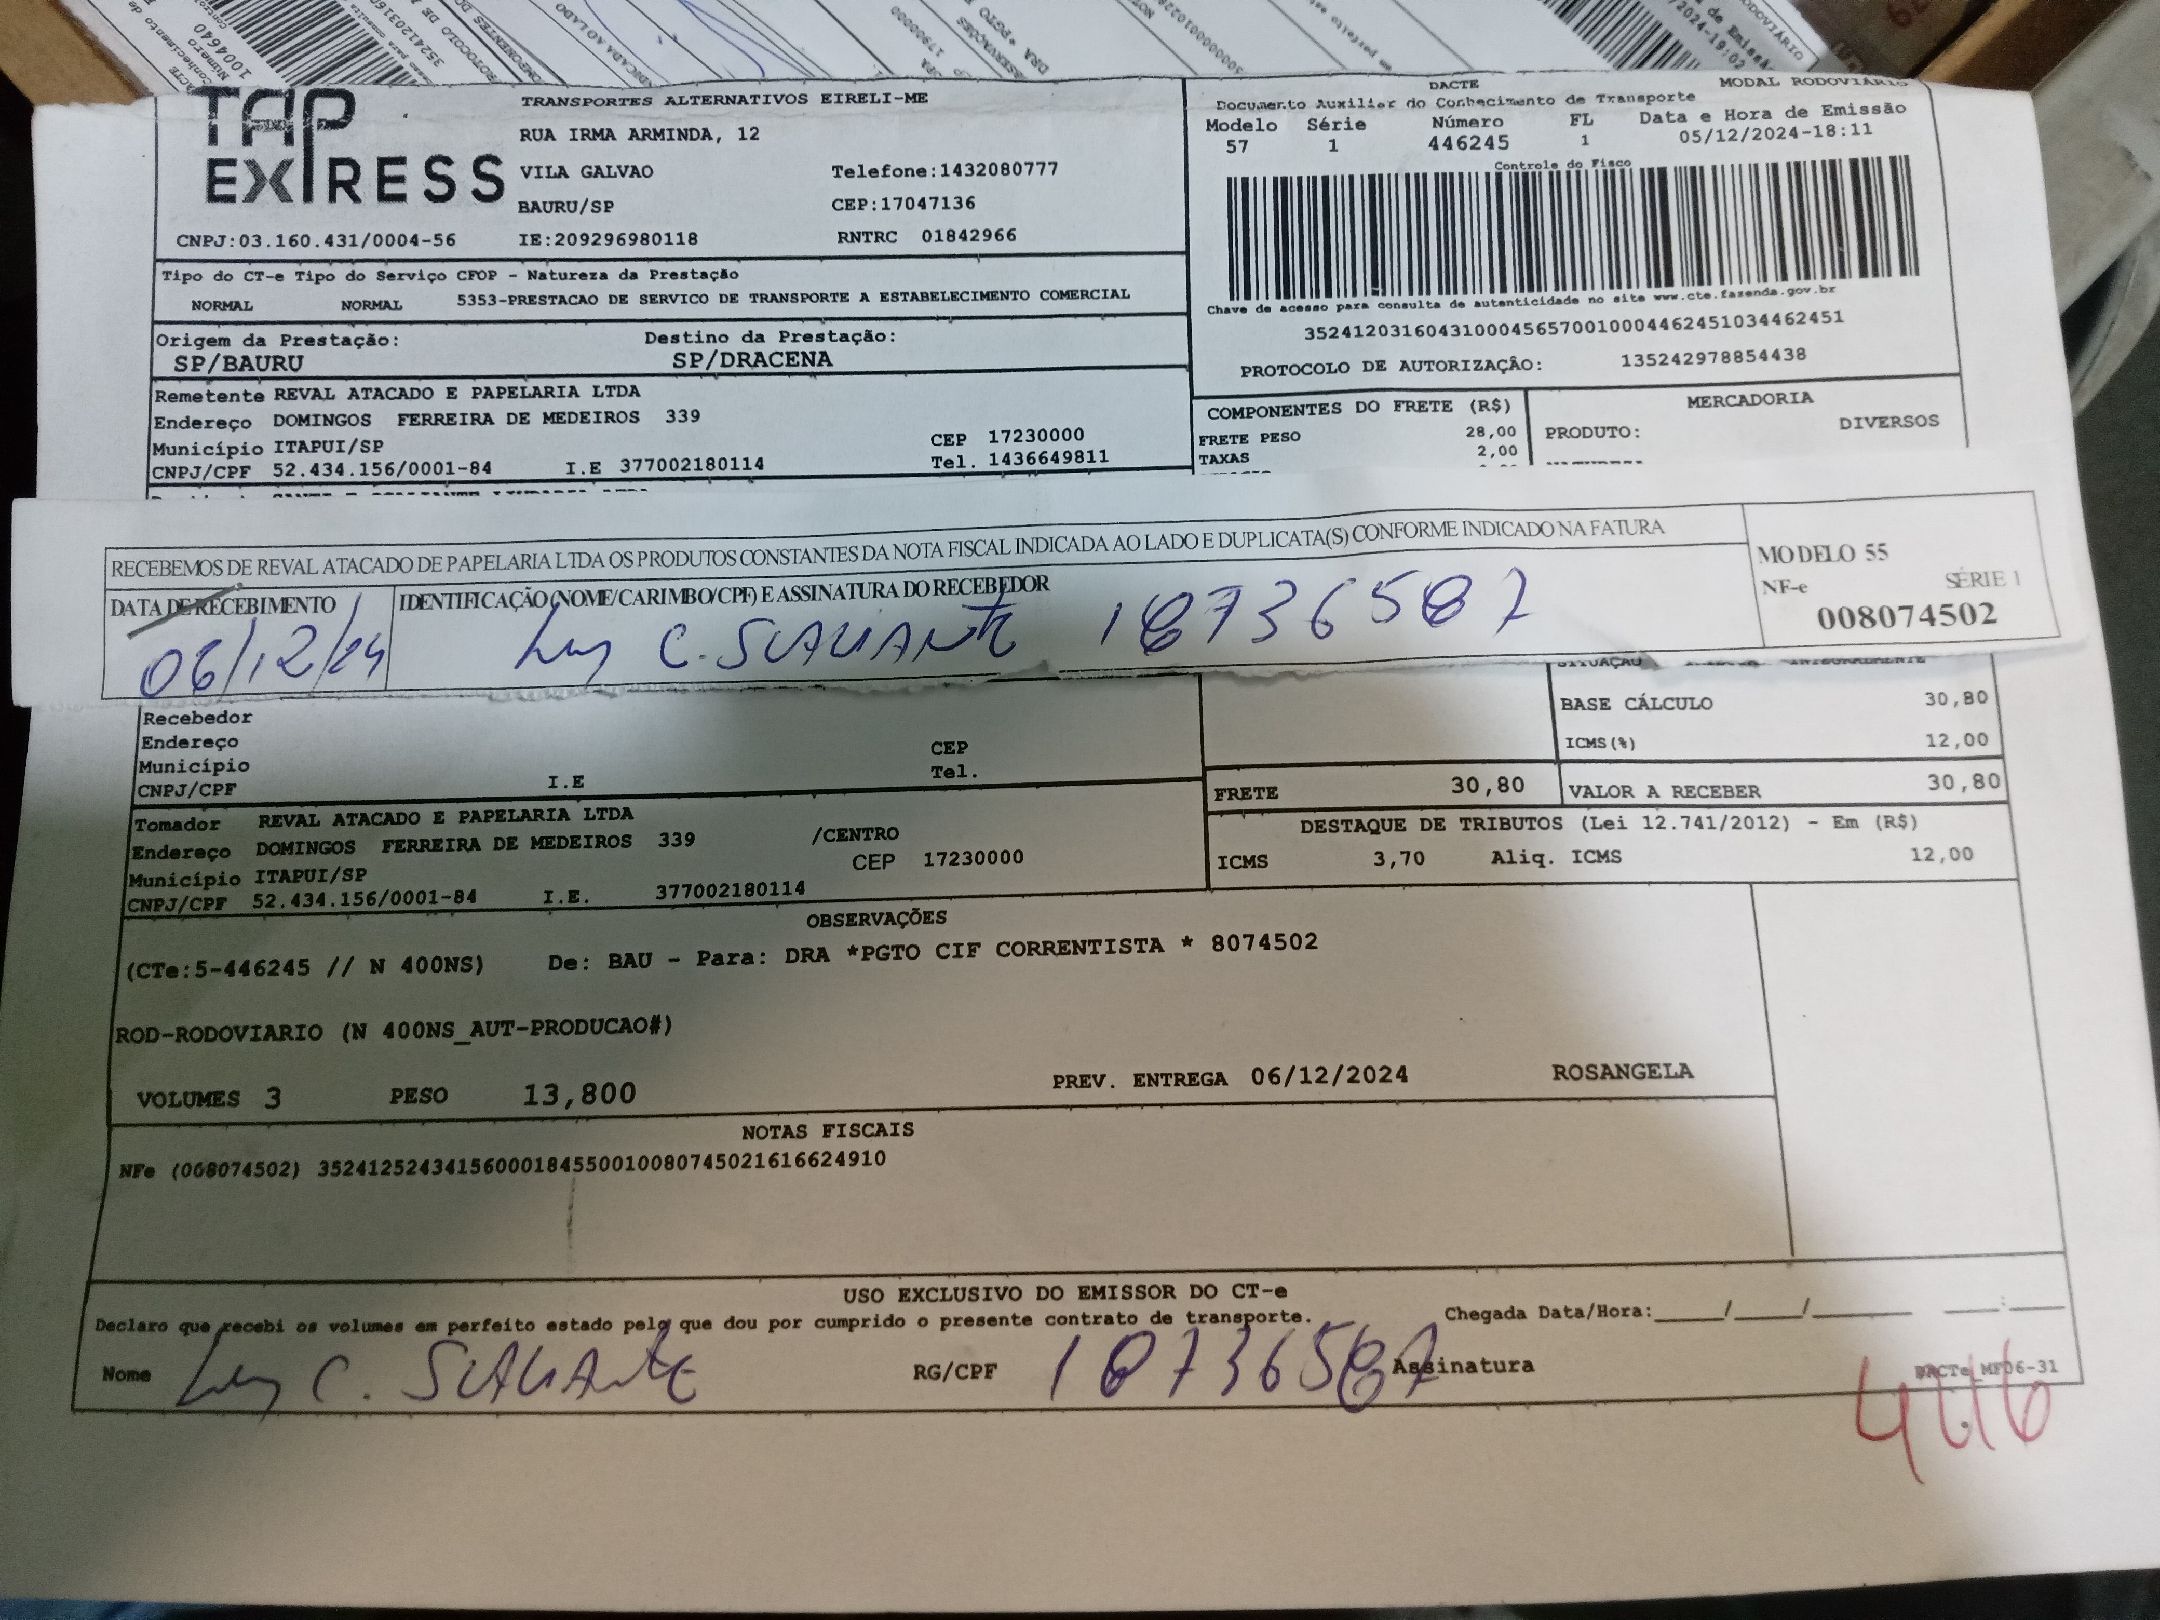 TAP EXPRESS
TRANSPORTES ALTERNATIVOS EIRELI-ME
RUA IRMA ARMINDA, 12
VILA GALVAO Telefone:1432080777
BAURU/SP CEP:17047136
CNPJ:03.160.431/0004-56 IE:209296980118 RNTRC 01842966
DACTE MODAL RODOVIÁRIO
Documento Auxiliar do Conhecimento de Transporte
Modelo Série Número FL Data e Hora de Emissão
57 1 446245 1 05/12/2024-18:11
Controle do Fisco
Chave de acesso para consulta de autenticidade no site www.cte.fazenda.gov.br
35241203160431000456570010004462451034462451
PROTOCOLO DE AUTORIZAÇÃO: 135242978854438
Tipo do CT-e Tipo do Serviço CFOP - Natureza da Prestação
NORMAL NORMAL 5353-PRESTACAO DE SERVICO DE TRANSPORTE A ESTABELECIMENTO COMERCIAL
Origem da Prestação: Destino da Prestação:
SP/BAURU SP/DRACENA
Remetente REVAL ATACADO E PAPELARIA LTDA
Endereço DOMINGOS FERREIRA DE MEDEIROS 339
Município ITAPUI/SP CEP 17230000
CNPJ/CPF 52.434.156/0001-84 I.E 377002180114 Tel. 1436649811
COMPONENTES DO FRETE (R$) MERCADORIA
FRETE PESO 28,00 PRODUTO: DIVERSOS
TAXAS 2,00
RECEBEMOS DE REVAL ATACADO DE PAPELARIA LTDA OS PRODUTOS CONSTANTES DA NOTA FISCAL INDICADA AO LADO E DUPLICATA(S) CONFORME INDICADO NA FATURA
DATA DE RECEBIMENTO IDENTIFICAÇÃO (NOME/CARIMBO/CPF) E ASSINATURA DO RECEBEDOR
06/12/24 C. 18736587
MODELO 55
NF-e SÉRIE 1
008074502
SITUAÇÃO
BASE CÁLCULO 30,80
ICMS(%) 12,00
Recebedor
Endereço
Município CEP
CNPJ/CPF I.E Tel.
FRETE 30,80 VALOR A RECEBER 30,80
Tomador REVAL ATACADO E PAPELARIA LTDA
Endereço DOMINGOS FERREIRA DE MEDEIROS 339 /CENTRO
Município ITAPUI/SP CEP 17230000
CNPJ/CPF 52.434.156/0001-84 I.E. 377002180114
DESTAQUE DE TRIBUTOS (Lei 12.741/2012) - Em (R$)
ICMS 3,70 Aliq. ICMS 12,00
OBSERVAÇÕES
(CTe:5-446245 // N 400NS) De: BAU - Para: DRA *PGTO CIF CORRENTISTA * 8074502
ROD-RODOVIARIO (N 400NS_AUT-PRODUCAO#)
VOLUMES 3 PESO 13,800 PREV. ENTREGA 06/12/2024 ROSANGELA
NOTAS FISCAIS
NFe (008074502) 35241252434156000184550010080745021616624910
USO EXCLUSIVO DO EMISSOR DO CT-e
Declaro que recebi os volumes em perfeito estado pelo que dou por cumprido o presente contrato de transporte. Chegada Data/Hora:____/____/______ ____:____
Nome C. RG/CPF 18736587 Assinatura
DACTe_MF06-31